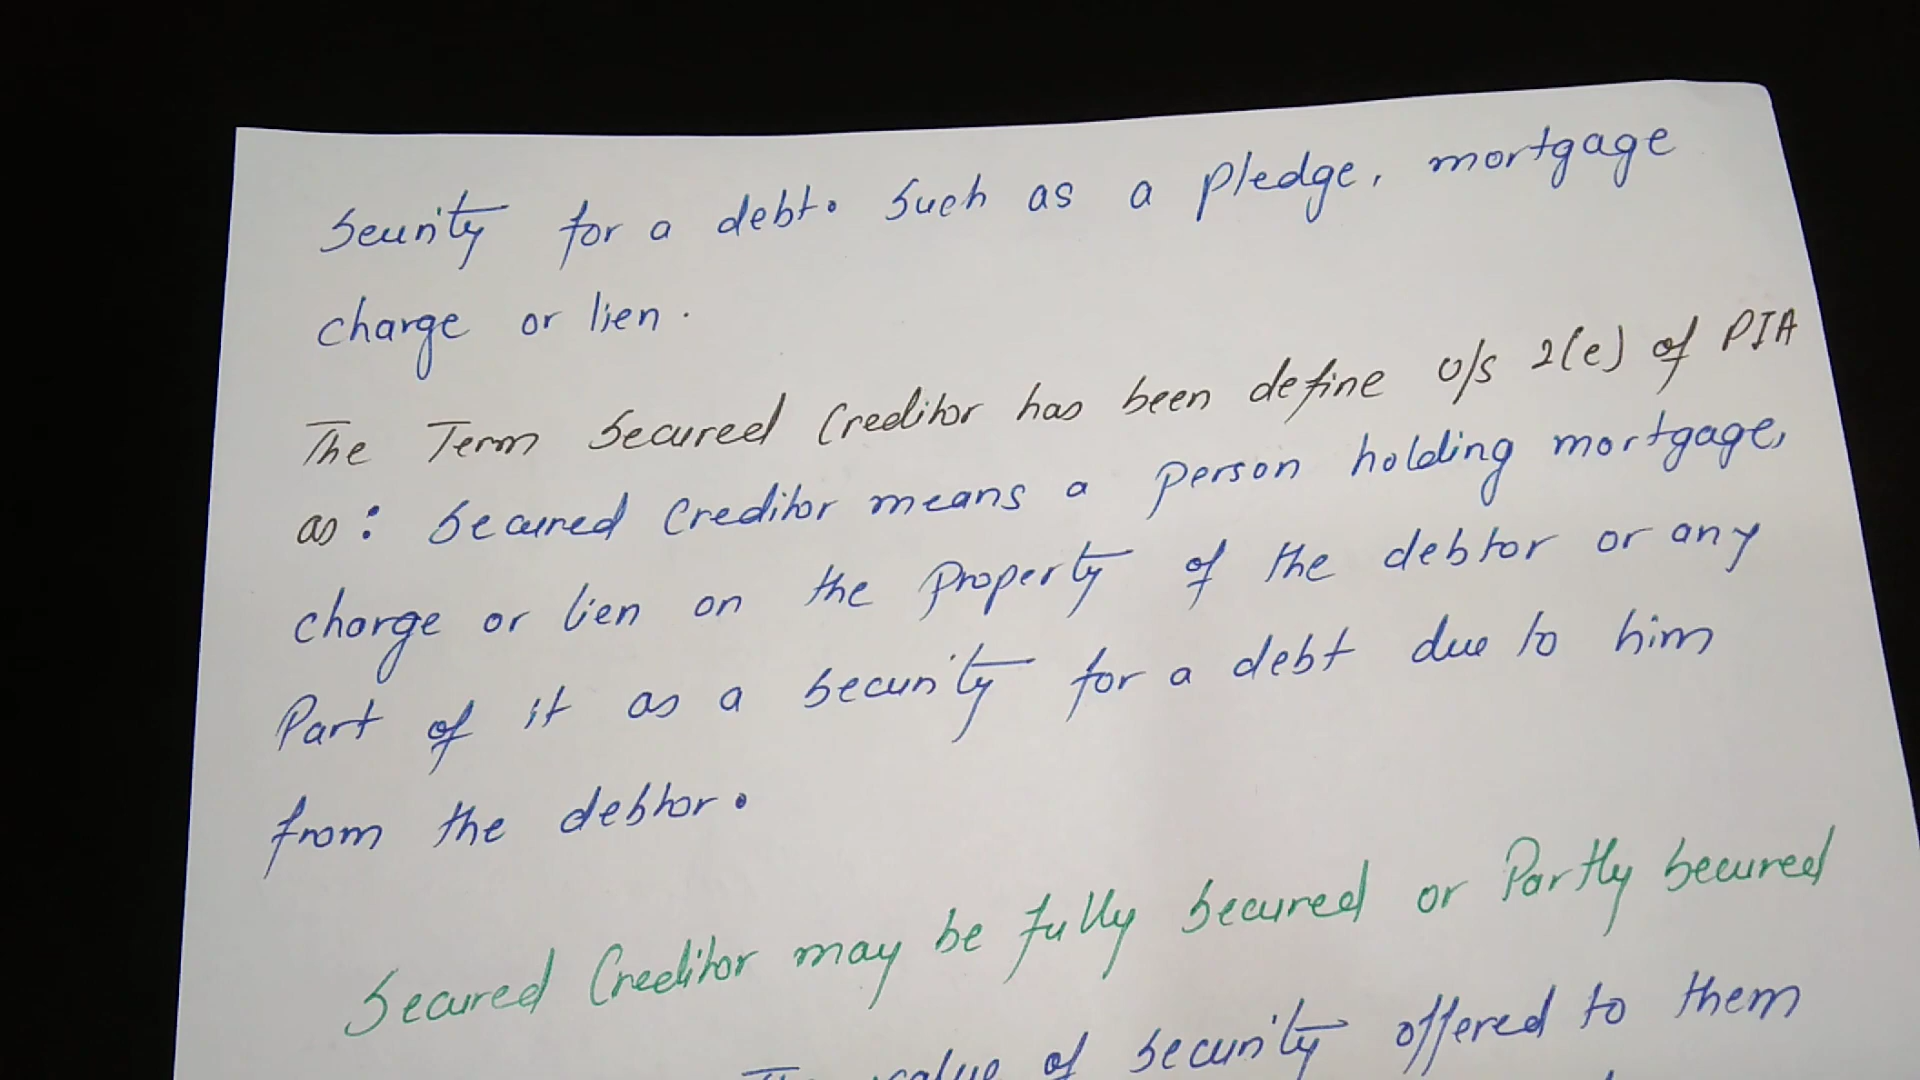 Security for a debt. Such as a pledge, mortgage
charge or lien.
The Term Secured Creditor has been define u/s 2(e) of PIA
as: Secured Creditor means a person holding mortgage,
charge or lien on the Property of the debtor or any
Part of it as a security for a debt due to him
from the debtor.
Secured Creditor may be fully secured or Partly secured
The value of security offered to them